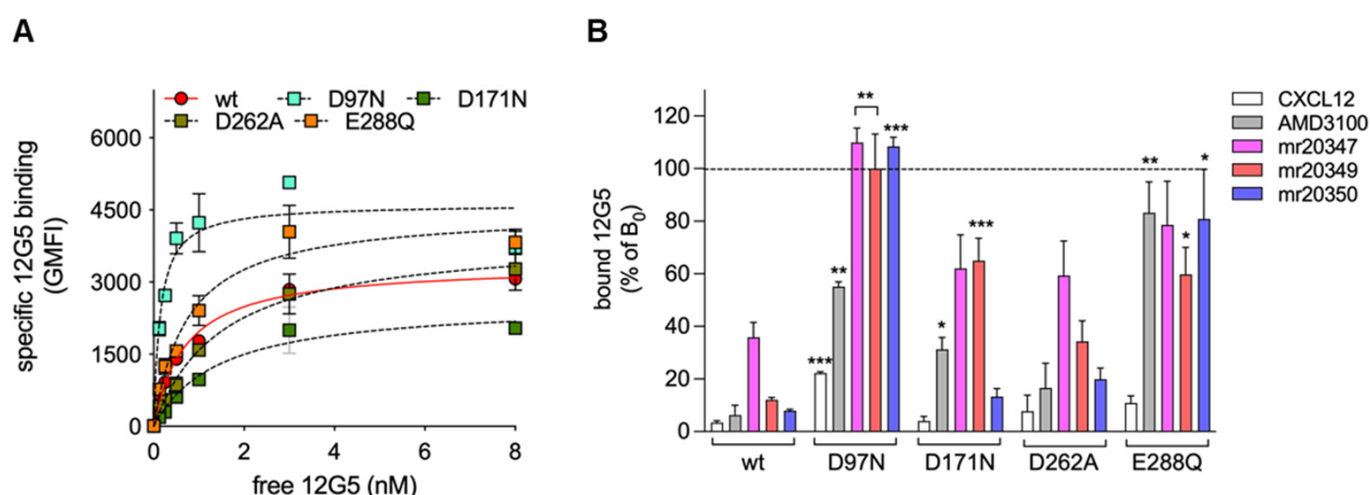 A
specific 12G5 binding
(GMFI)
6000
4500
3000
1500
0
wt
D97N
D171N
D262A
E288Q
0
2
4
6
8
free 12G5 (nM)
B
bound 12G5
(% of B0)
120
100
80
60
40
20
0
***
**
**
***
*
***
**
*
*
wt
D97N
D171N
D262A
E288Q
CXCL12
AMD3100
mr20347
mr20349
mr20350